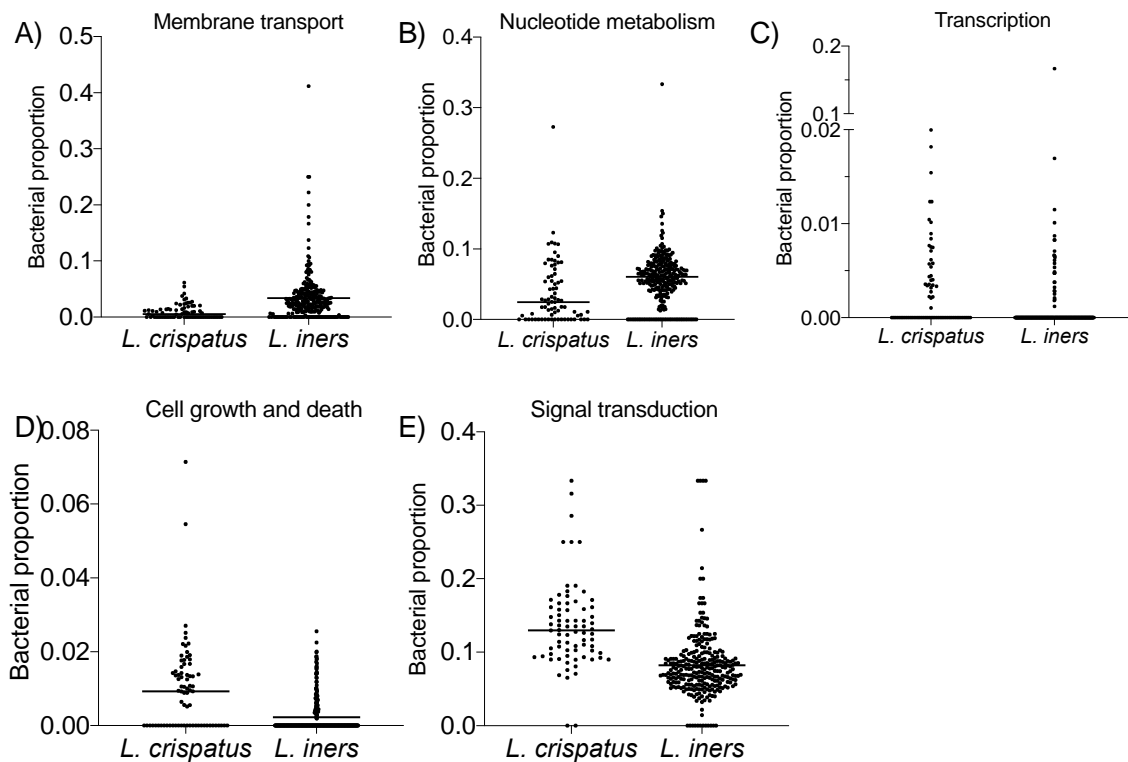 A)
Membrane transport
0.5
0.4
0.3
0.2
0.1
0.0
Bacterial proportion
L. crispatus
L. iners
B)
Nucleotide metabolism
0.4
0.3
0.2
0.1
0.0
Bacterial proportion
L. crispatus
L. iners
C)
Transcription
0.2
0.1
0.02
0.01
0.00
Bacterial proportion
L. crispatus
L. iners
D)
Cell growth and death
0.08
0.06
0.04
0.02
0.00
Bacterial proportion
L. crispatus
L. iners
E)
Signal transduction
0.4
0.3
0.2
0.1
0.0
Bacterial proportion
L. crispatus
L. iners